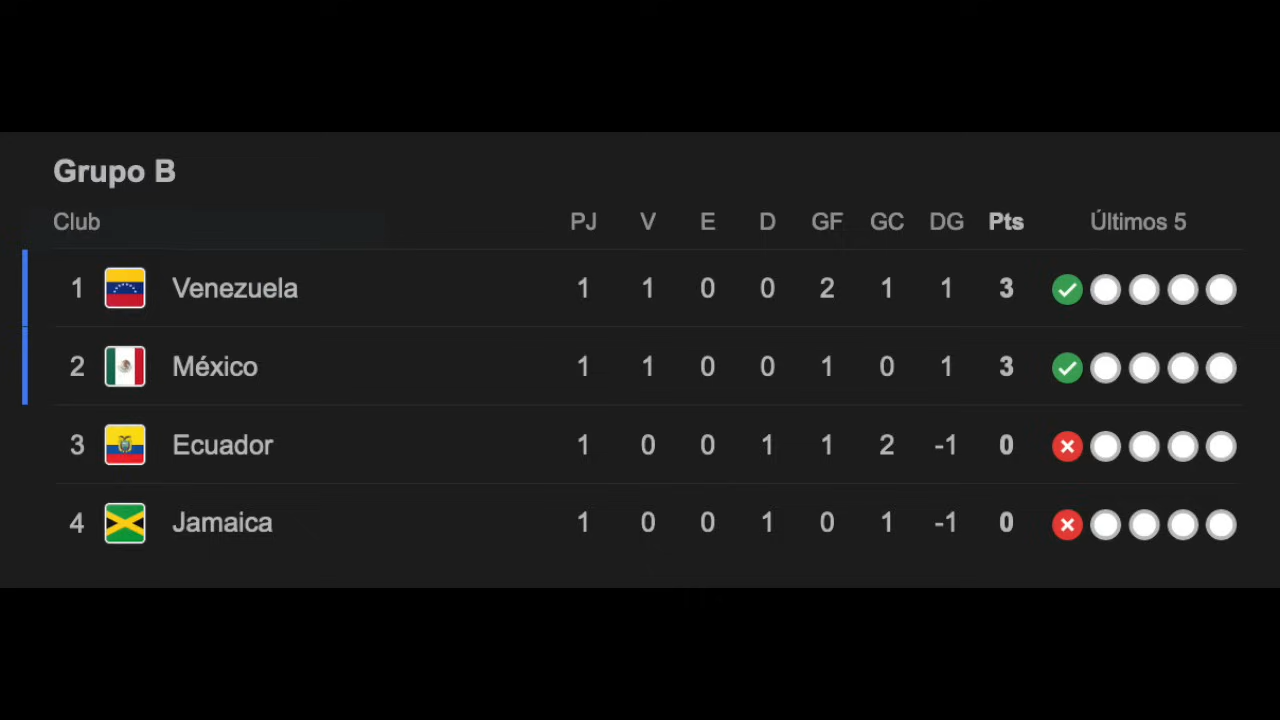 Grupo B
Club PJ V E D GF GC DG Pts Últimos 5
1 Venezuela 1 1 0 0 2 1 1 3
2 México 1 1 0 0 1 0 1 3
3 Ecuador 1 0 0 1 1 2 -1 0
4 Jamaica 1 0 0 1 0 1 -1 0